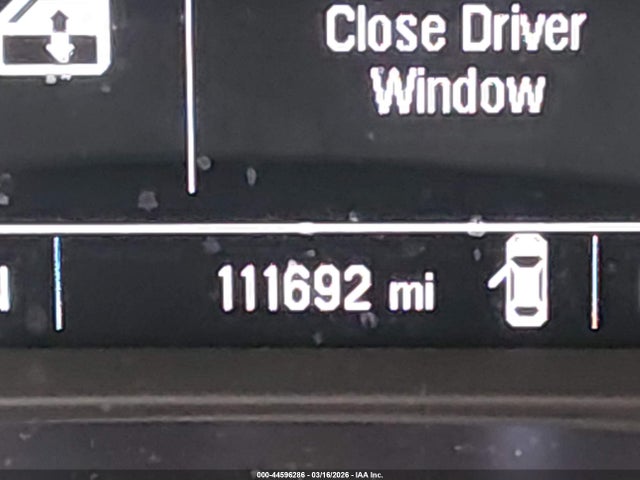 Close Driver
Window
111692 mi
000-44596286 - 03/16/2026 - IAA Inc.